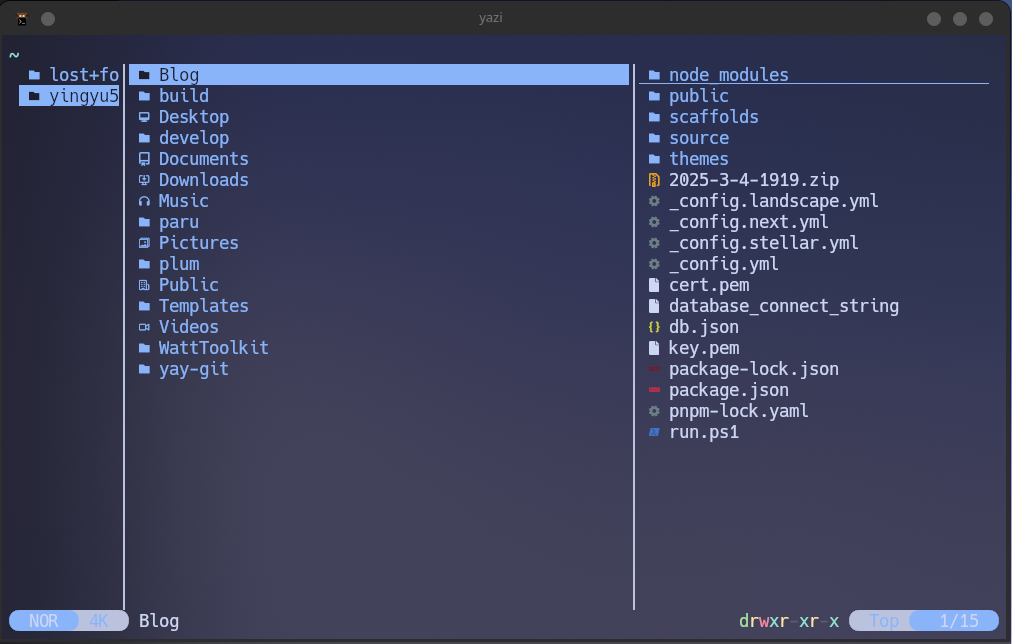 yazi
~
lost+fo
yingyu5
Blog
build
Desktop
develop
Documents
Downloads
Music
paru
Pictures
plum
Public
Templates
Videos
WattToolkit
yay-git
node_modules
public
scaffolds
source
themes
2025-3-4-1919.zip
_config.landscape.yml
_config.next.yml
_config.stellar.yml
_config.yml
cert.pem
database_connect_string
db.json
key.pem
package-lock.json
package.json
pnpm-lock.yaml
run.ps1
NOR 4K Blog drwxr-xr-x Top 1/15